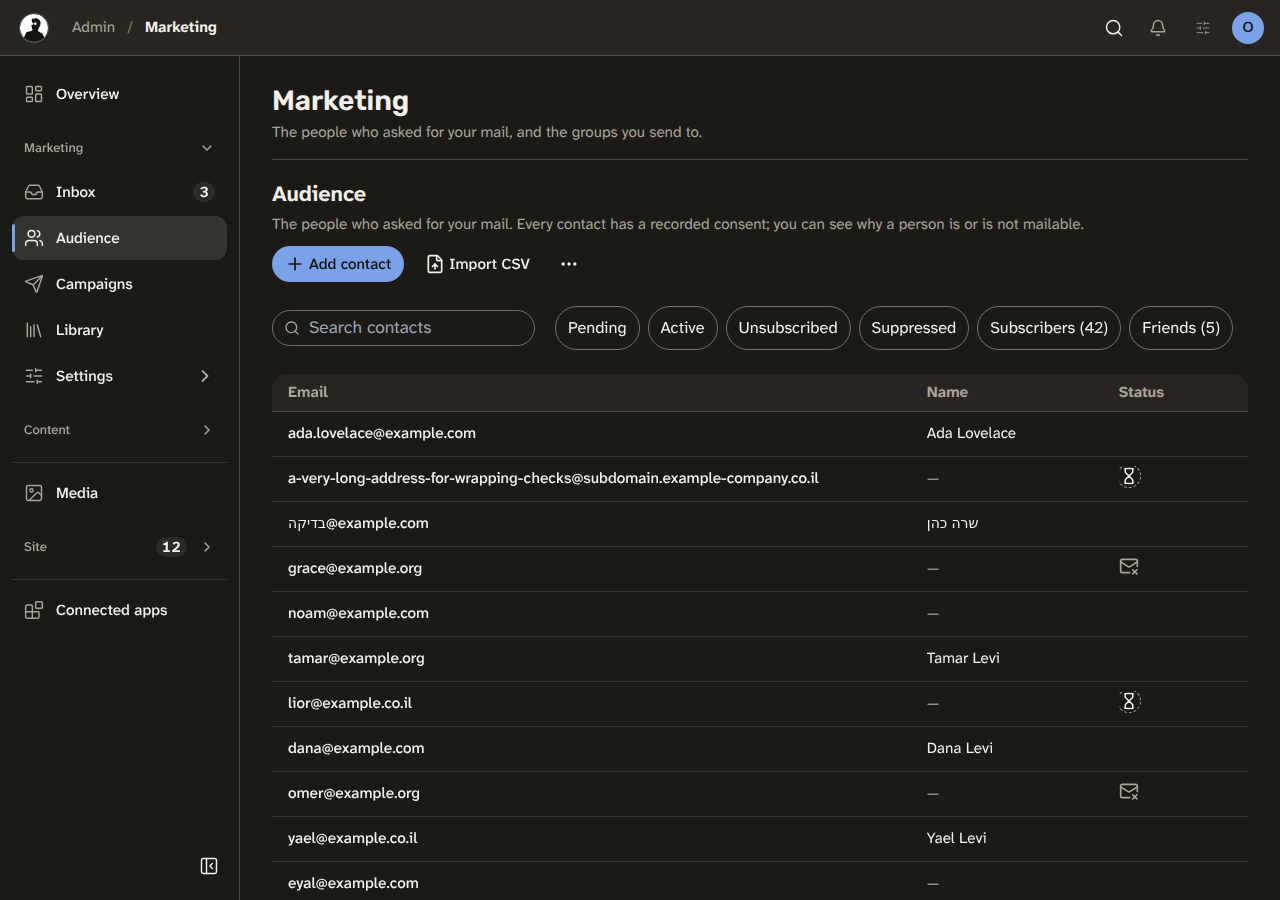 Admin / Marketing
O
Overview
Marketing
Inbox 3
Audience
Campaigns
Library
Settings
Content
Media
Site 12
Connected apps
Marketing
The people who asked for your mail, and the groups you send to.
Audience
The people who asked for your mail. Every contact has a recorded consent; you can see why a person is or is not mailable.
Add contact Import CSV
Search contacts Pending Active Unsubscribed Suppressed Subscribers (42) Friends (5)
Email Name Status
ada.lovelace@example.com Ada Lovelace
a-very-long-address-for-wrapping-checks@subdomain.example-company.co.il —
בדיקה@example.com שרה כהן
grace@example.org —
noam@example.com —
tamar@example.org Tamar Levi
lior@example.co.il —
dana@example.com Dana Levi
omer@example.org —
yael@example.co.il Yael Levi
eyal@example.com —